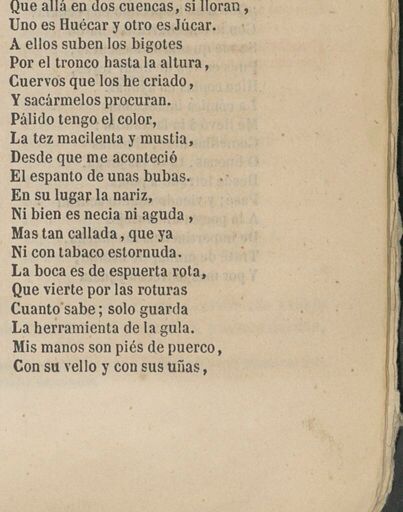 Que allá en dos cuencas, si lloran,
Uno es Huécar y otro es Júcar.
A ellos suben los bigotes
Por el tronco hasta la altura,
Cuervos que los he criado,
Y sacármelos procuran.
Pálido tengo el color,
La tez macilenta y mustia,
Desde que me aconteció
El espanto de unas bubas.
En su lugar la nariz,
Ni bien es necia ni aguda,
Mas tan callada, que ya
Ni con tabaco estornuda.
La boca es de espuerta rota,
Que vierte por las roturas
Cuanto sabe; solo guarda
La herramienta de la gula.
Mis manos son piés de puerco,
Con su vello y con sus uñas,